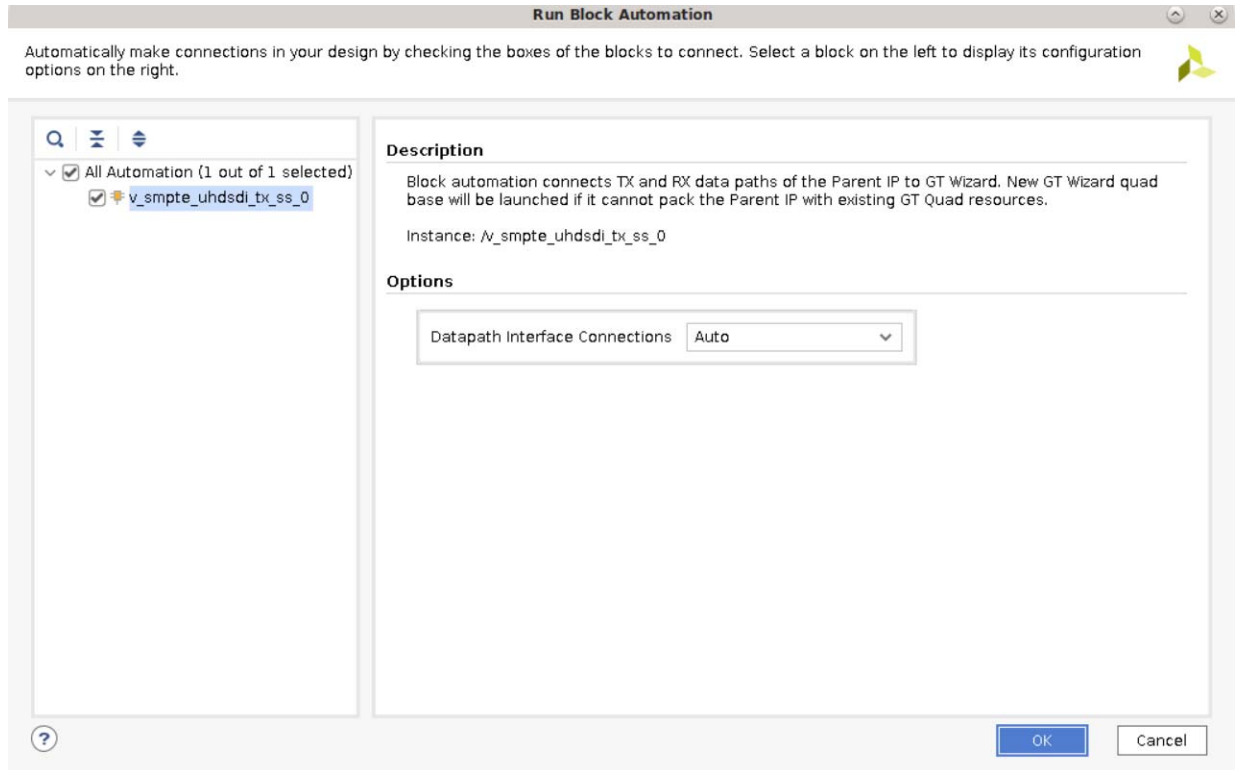 Run Block Automation
Automatically make connections in your design by checking the boxes of the blocks to connect. Select a block on the left to display its configuration
options on the right.
All Automation (1 out of 1 selected)
v_smpte_uhdsdi_tx_ss_0
Description
Block automation connects TX and RX data paths of the Parent IP to GT Wizard. New GT Wizard quad
base will be launched if it cannot pack the Parent IP with existing GT Quad resources.
Instance: /v_smpte_uhdsdi_tx_ss_0
Options
Datapath Interface Connections Auto
? OK Cancel